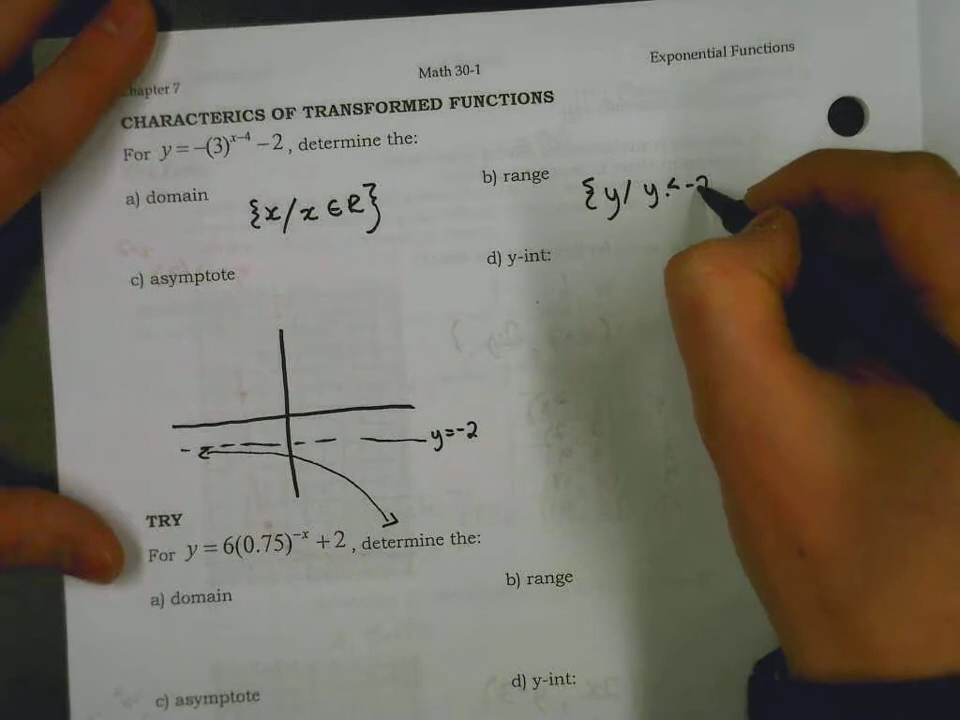 Chapter 7 Math 30-1 Exponential Functions
CHARACTERICS OF TRANSFORMED FUNCTIONS
For y = -(3)^{x-4} - 2, determine the:
a) domain {x/x ∈ R} b) range {y/ y < -2
c) asymptote d) y-int:
y=-2
TRY
For y = 6(0.75)^{-x} + 2, determine the:
a) domain b) range
c) asymptote d) y-int: